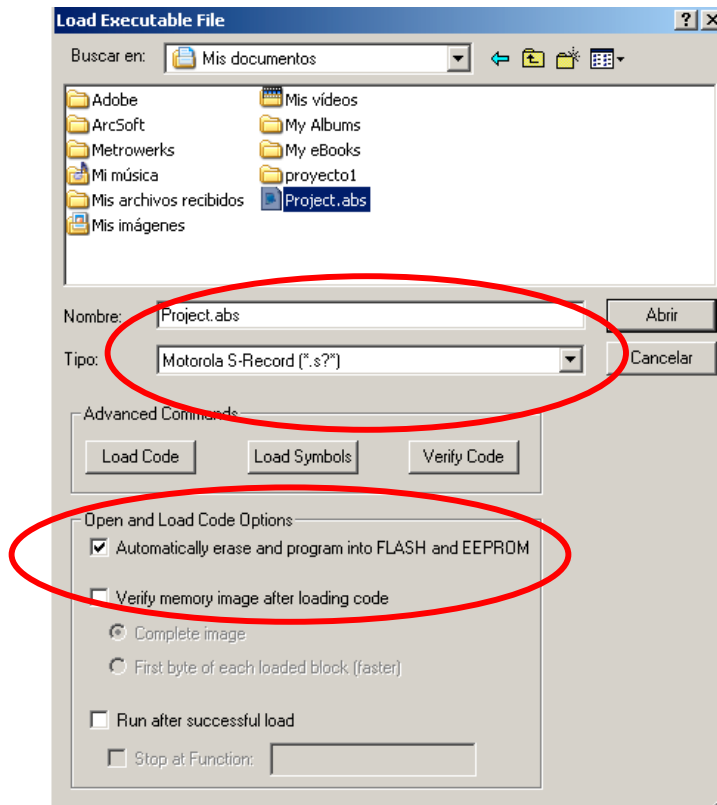 Load Executable File
Buscar en: Mis documentos
Adobe
ArcSoft
Metrowerks
Mi música
Mis archivos recibidos
Mis imágenes
Mis vídeos
My Albums
My eBooks
proyecto1
Project.abs
Nombre: Project.abs Abrir
Tipo: Motorola S-Record (*.s?*) Cancelar
Advanced Commands
Load Code Load Symbols Verify Code
Open and Load Code Options
Automatically erase and program into FLASH and EEPROM
Verify memory image after loading code
Complete image
First byte of each loaded block (faster)
Run after successful load
Stop at Function: